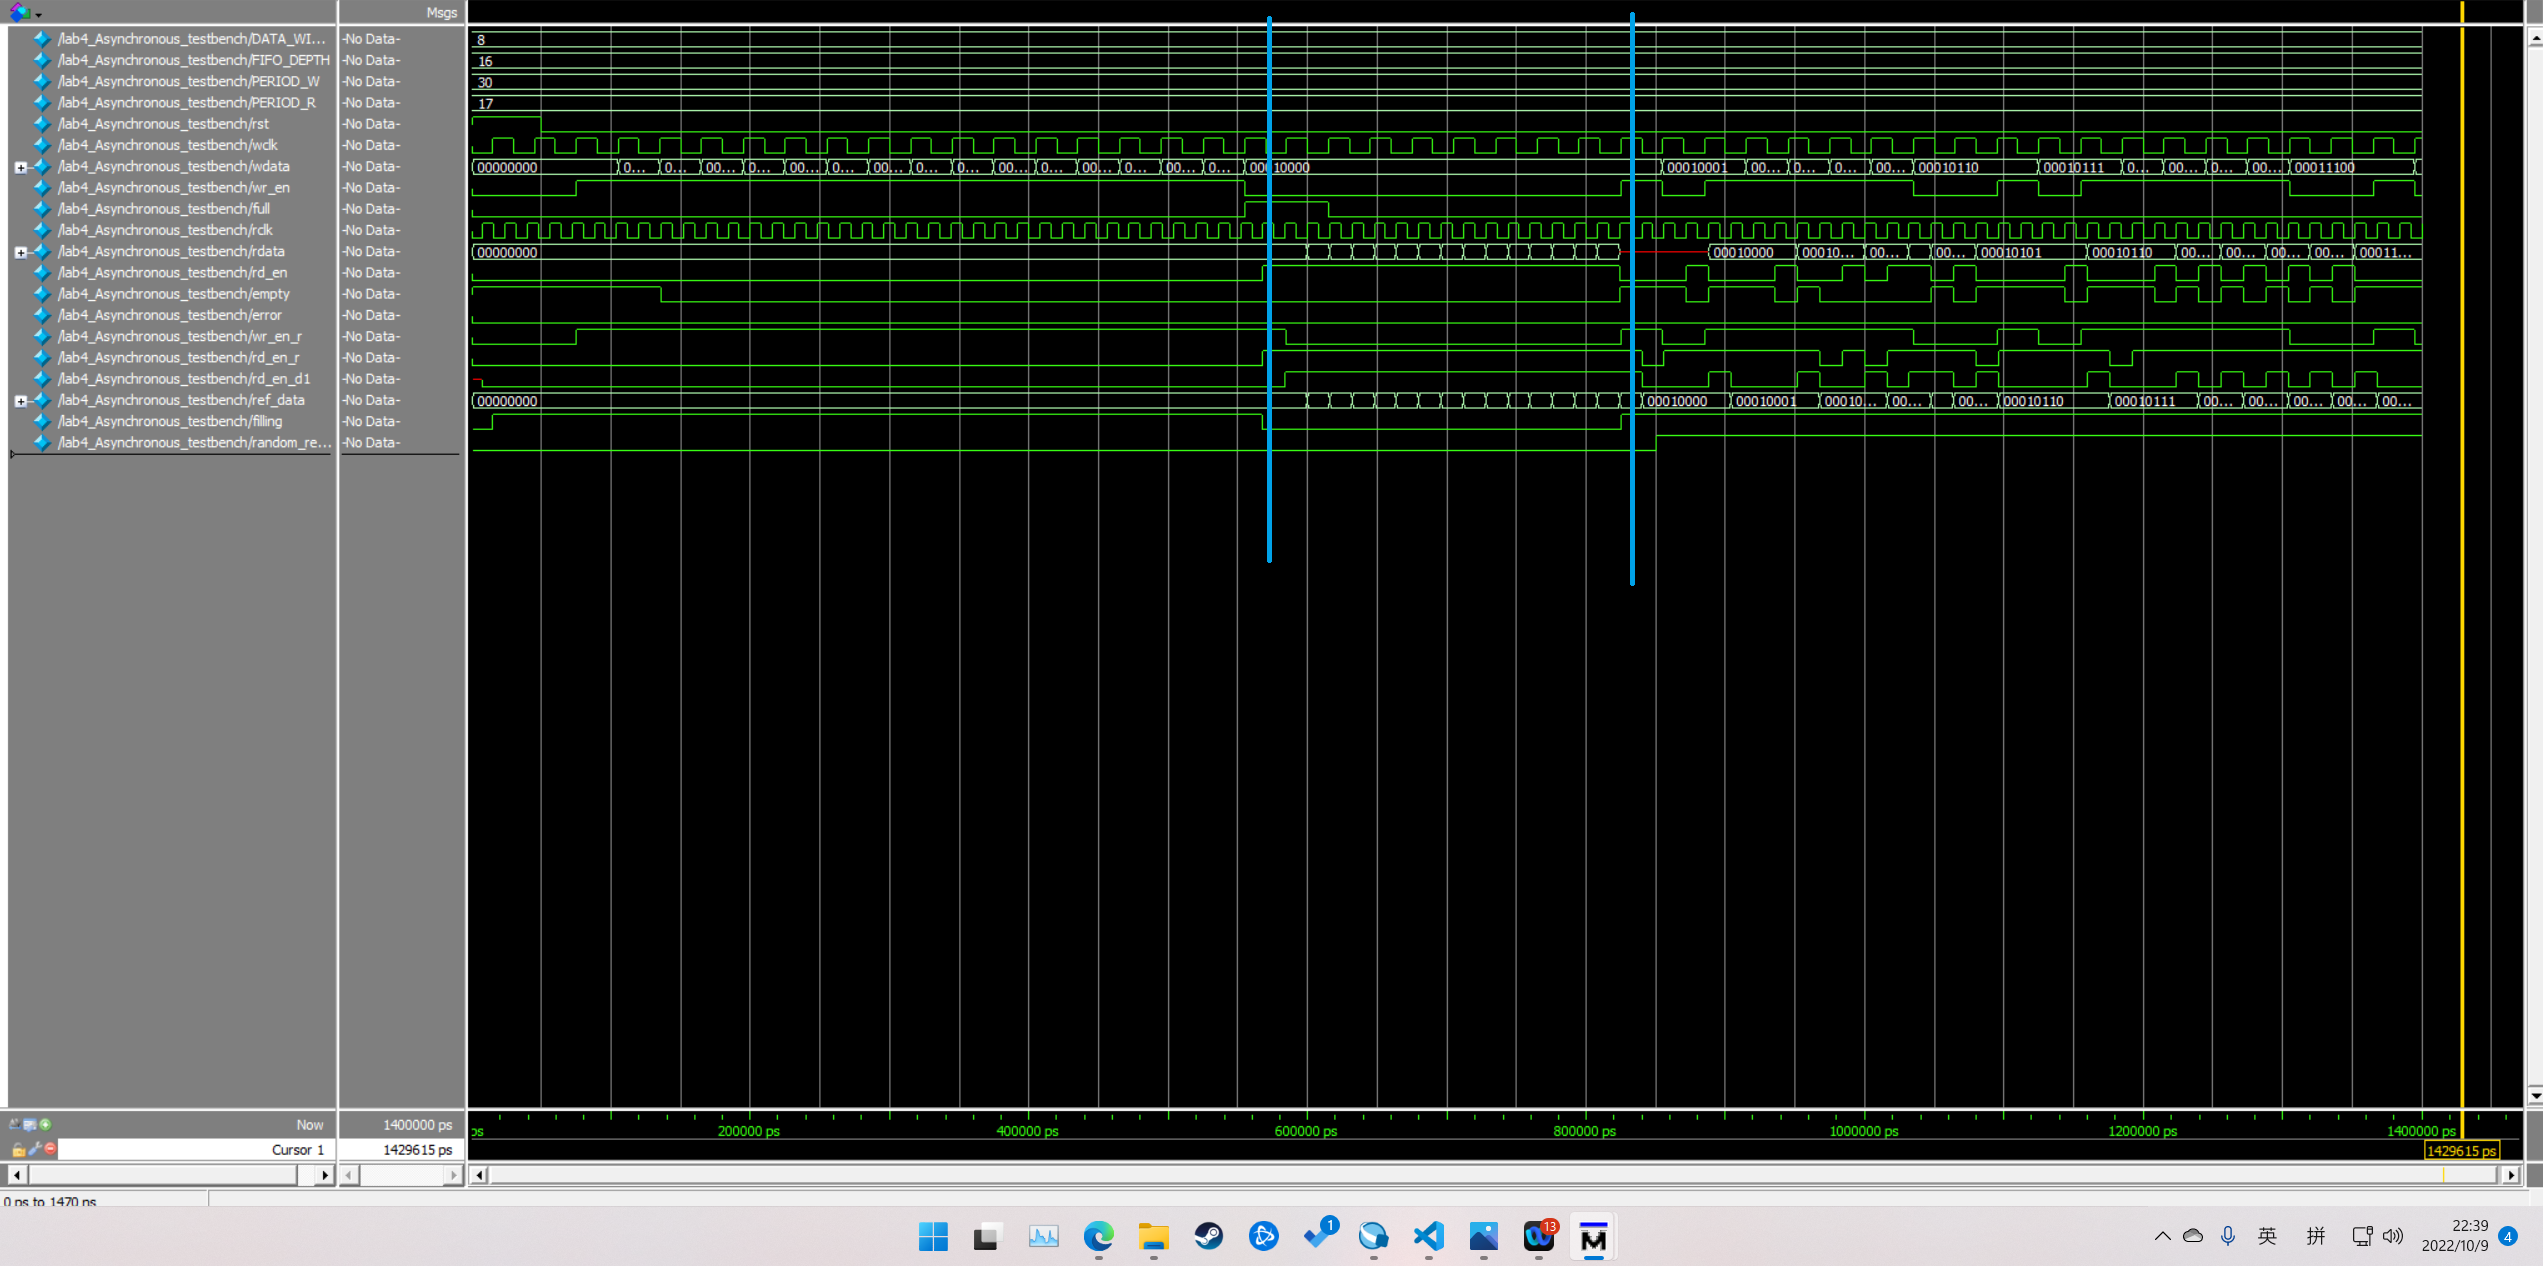 Msgs
/lab4_Asynchronous_testbench/DATA_WI... -No Data- 8
/lab4_Asynchronous_testbench/FIFO_DEPTH -No Data- 16
/lab4_Asynchronous_testbench/PERIOD_W -No Data- 30
/lab4_Asynchronous_testbench/PERIOD_R -No Data- 17
/lab4_Asynchronous_testbench/rst -No Data-
/lab4_Asynchronous_testbench/wclk -No Data-
/lab4_Asynchronous_testbench/wdata -No Data- 00000000 0... 0... 00... 0... 00... 0... 00... 0... 0... 00... 0... 00... 0... 00... 0... 00010000 00010001 00... 0... 0... 00... 00010110 00010111 0... 00... 0... 00... 00011100
/lab4_Asynchronous_testbench/wr_en -No Data-
/lab4_Asynchronous_testbench/full -No Data-
/lab4_Asynchronous_testbench/rclk -No Data-
/lab4_Asynchronous_testbench/rdata -No Data- 00000000 00010000 00010... 00... 00... 00010101 00010110 00... 00... 00... 00... 00011...
/lab4_Asynchronous_testbench/rd_en -No Data-
/lab4_Asynchronous_testbench/empty -No Data-
/lab4_Asynchronous_testbench/error -No Data-
/lab4_Asynchronous_testbench/wr_en_r -No Data-
/lab4_Asynchronous_testbench/rd_en_r -No Data-
/lab4_Asynchronous_testbench/rd_en_d1 -No Data-
/lab4_Asynchronous_testbench/ref_data -No Data- 00000000 00010000 00010001 00010... 00... 00... 00010110 00010111 00... 00... 00... 00... 00...
/lab4_Asynchronous_testbench/filling -No Data-
/lab4_Asynchronous_testbench/random_re... -No Data-
Now 1400000 ps ps 200000 ps 400000 ps 600000 ps 800000 ps 1000000 ps 1200000 ps 1400000 ps
Cursor 1 1429615 ps 1429615 ps
0 ps to 1470 ns
1 13 英 拼 22:39
2022/10/9 4